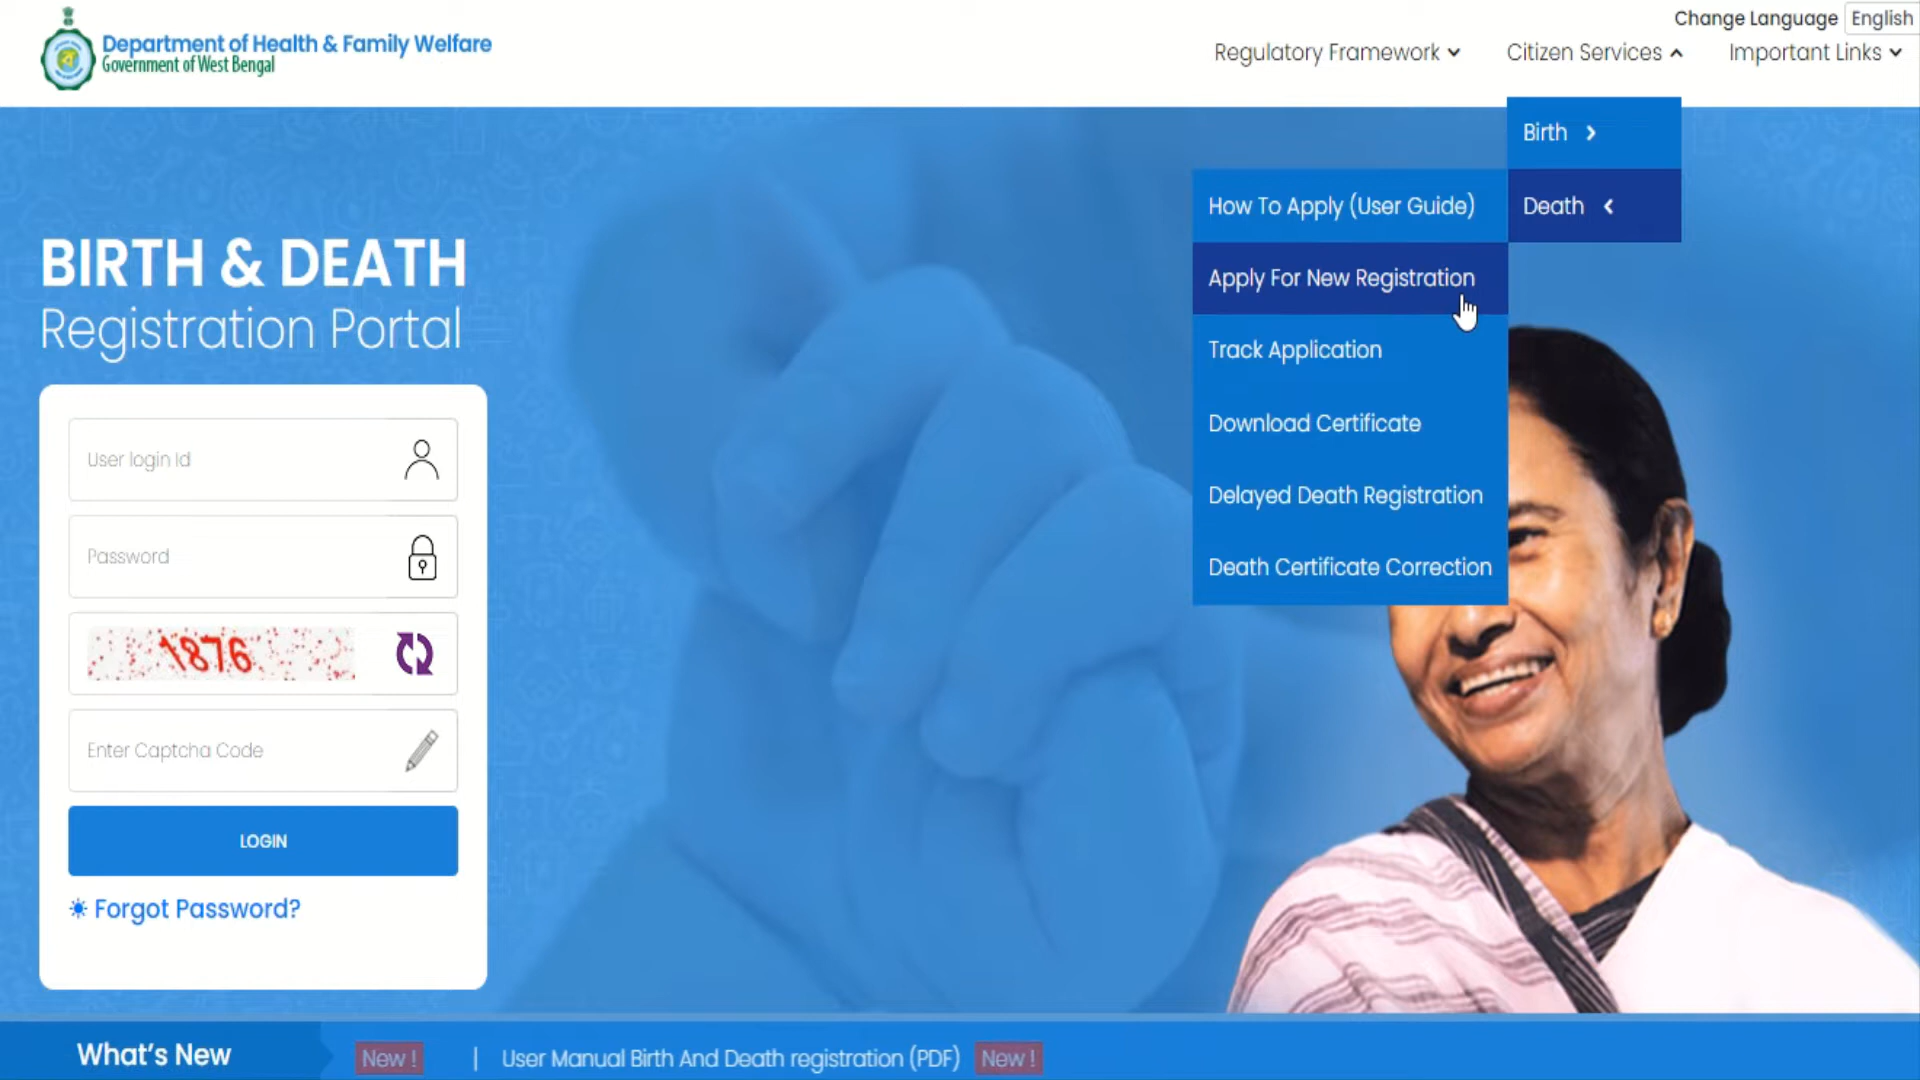 Change Language English
Department of Health & Family Welfare
Government of West Bengal
Regulatory Framework
Citizen Services
Important Links
Birth
Death
How To Apply (User Guide)
Apply For New Registration
Track Application
Download Certificate
Delayed Death Registration
Death Certificate Correction
BIRTH & DEATH
Registration Portal
User login Id
Password
1876
Enter Captcha Code
LOGIN
Forgot Password?
What's New
New !
| User Manual Birth And Death registration (PDF) New !